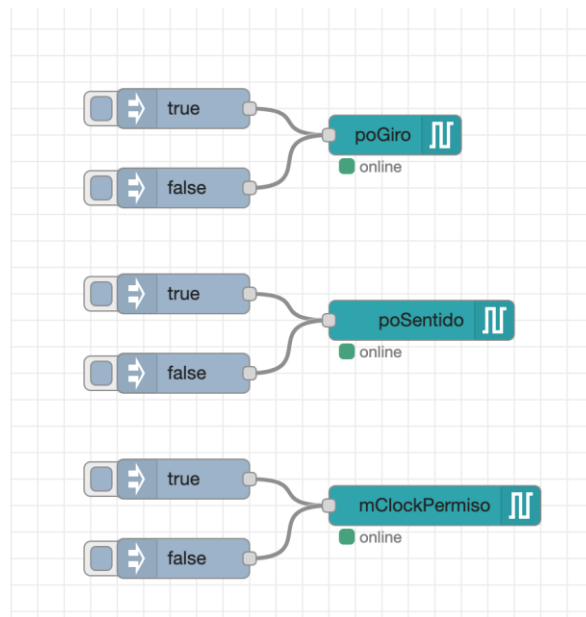 true
poGiro
online
false
true
poSentido
online
false
true
mClockPermiso
online
false